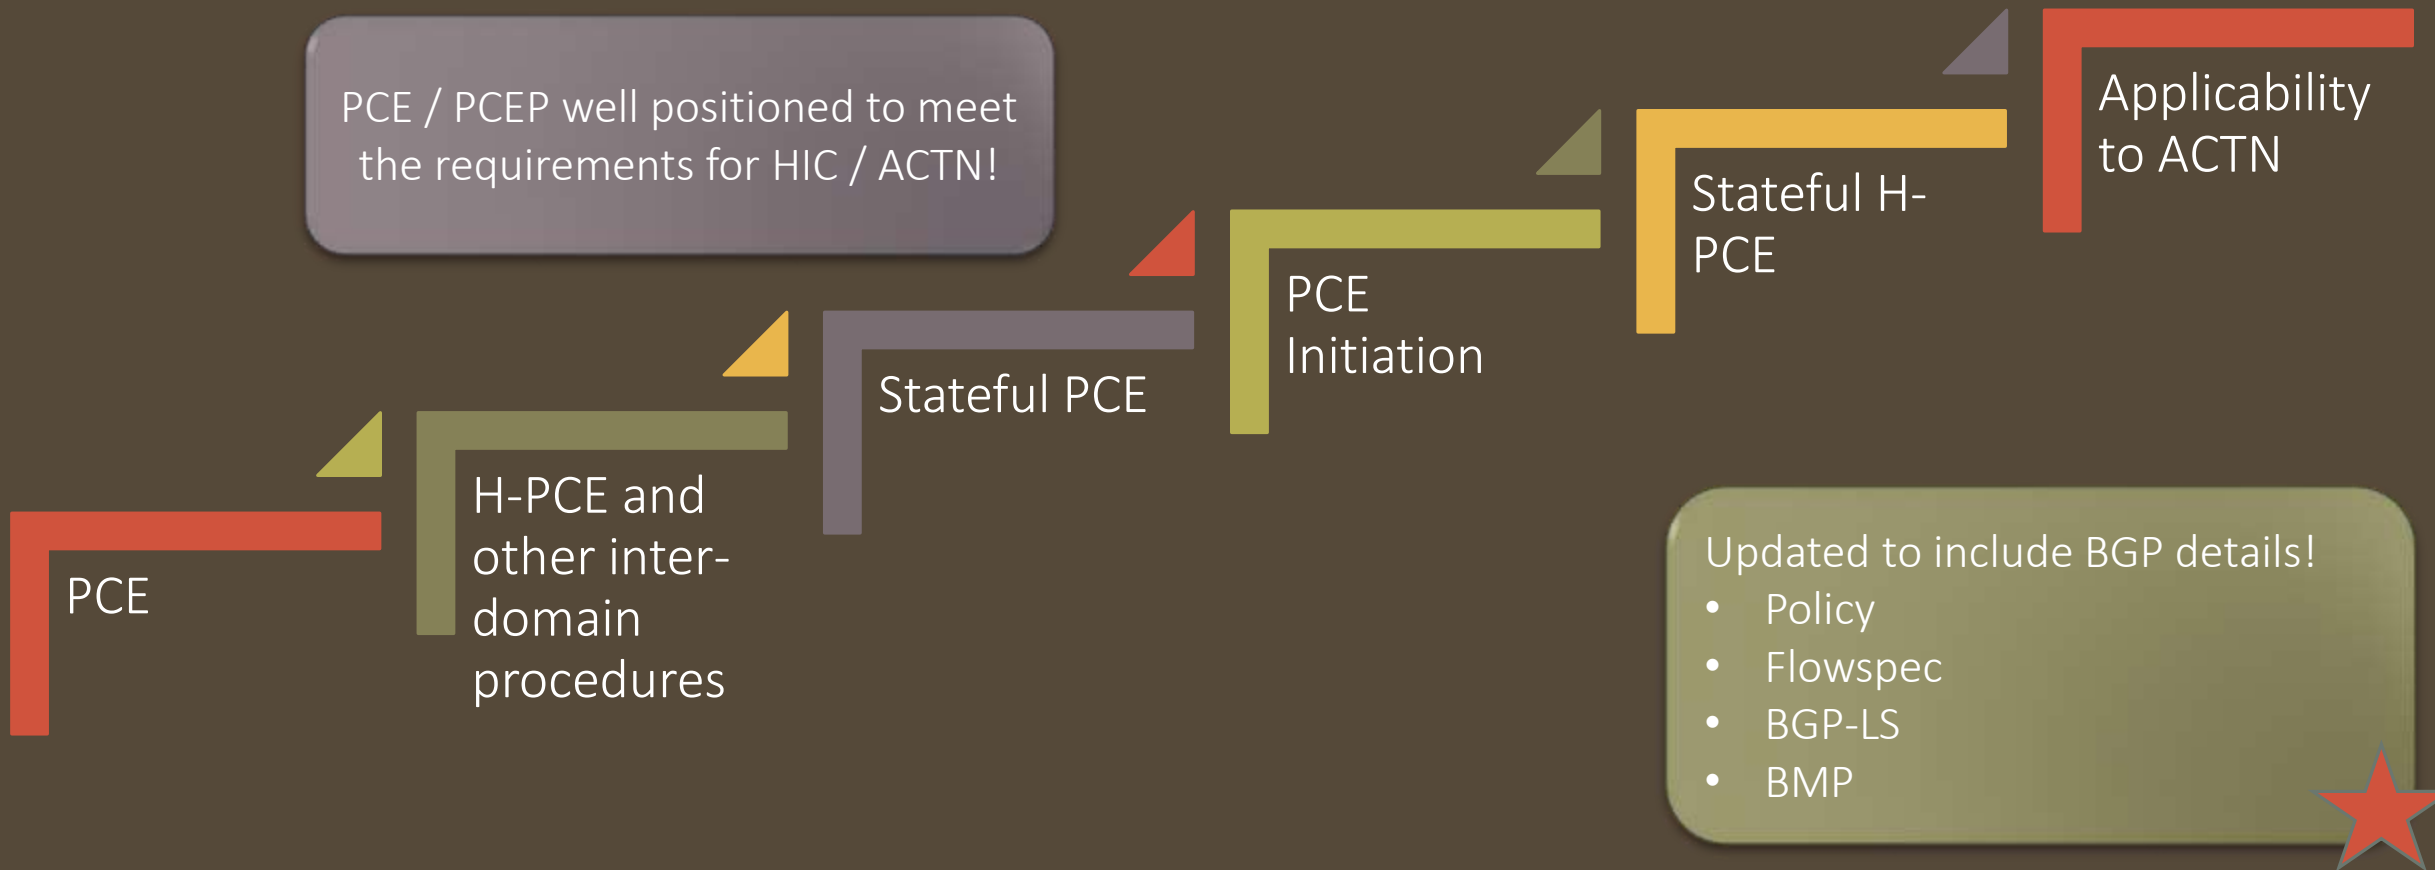 PCE / PCEP well positioned to meet
the requirements for HIC / ACTN!
PCE
H-PCE and
other inter-
domain
procedures
Stateful PCE
PCE
Initiation
Stateful H-
PCE
Applicability
to ACTN
Updated to include BGP details!
• Policy
• Flowspec
• BGP-LS
• BMP